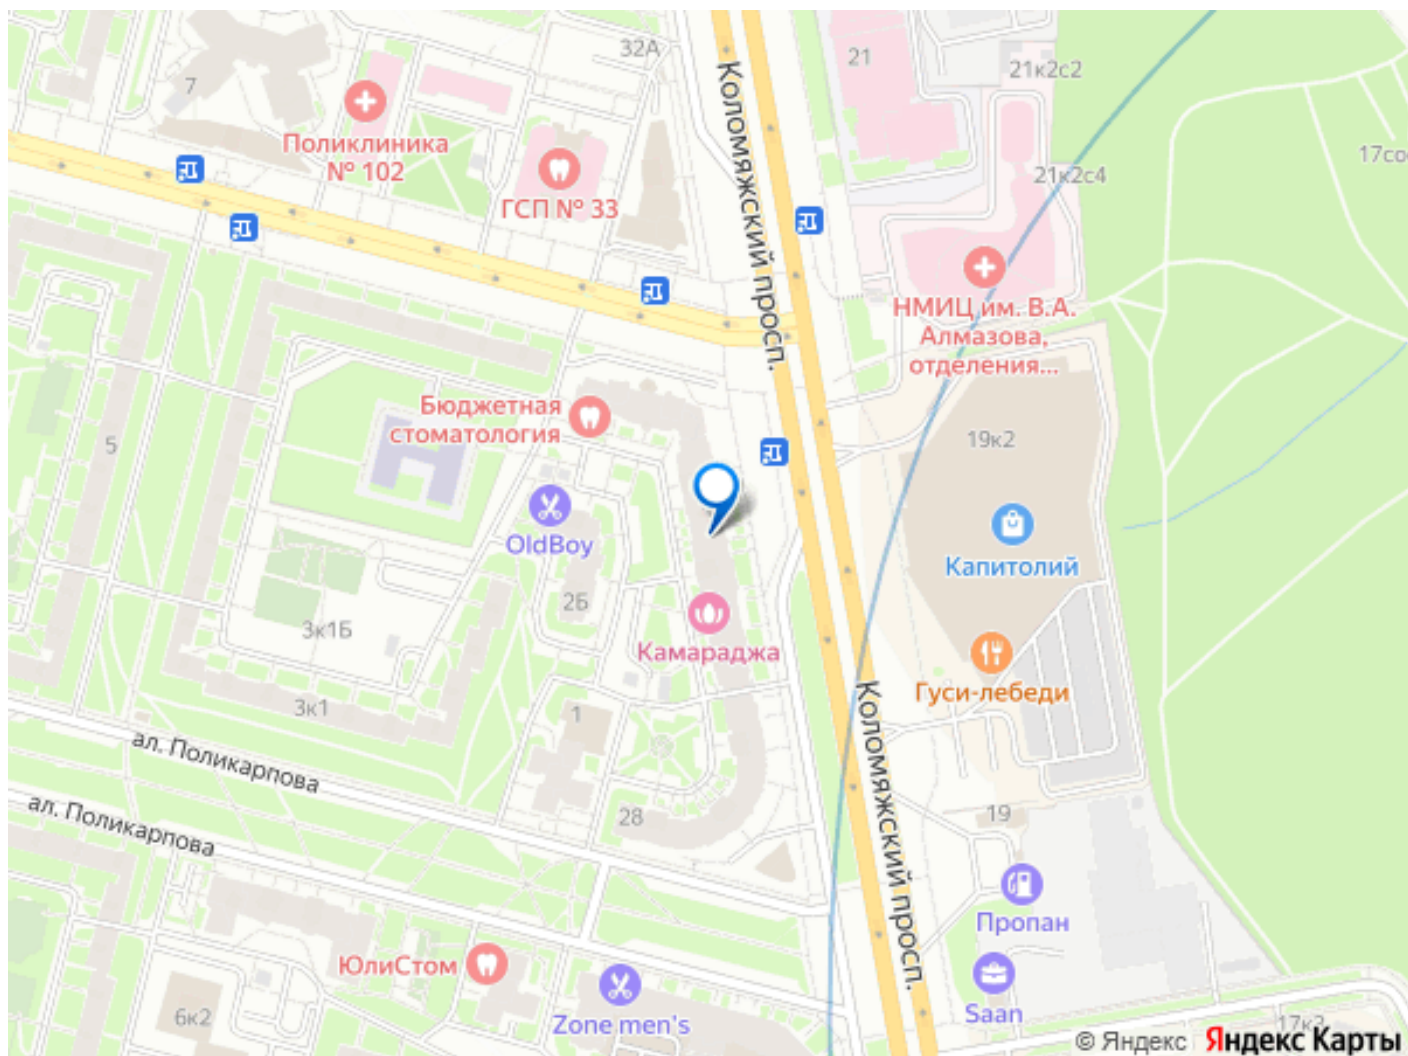 32А
21
21к2с2
7
Поликлиника
№ 102
ГСП № 33
Коломяжский просп.
17со
21к2с4
НМИЦ им. В.А.
Алмазова,
отделения...
Бюджетная
стоматология
5
19к2
OldBoy
Капитолий
2Б
3к1Б
Камараджа
Гуси-лебеди
3к1
1
Коломяжский просп.
ал. Поликарпова
ал. Поликарпова
28
19
Пропан
ЮлиСтом
Saan
6к2
Zone men's
17к2
© Яндекс Яндекс Карты